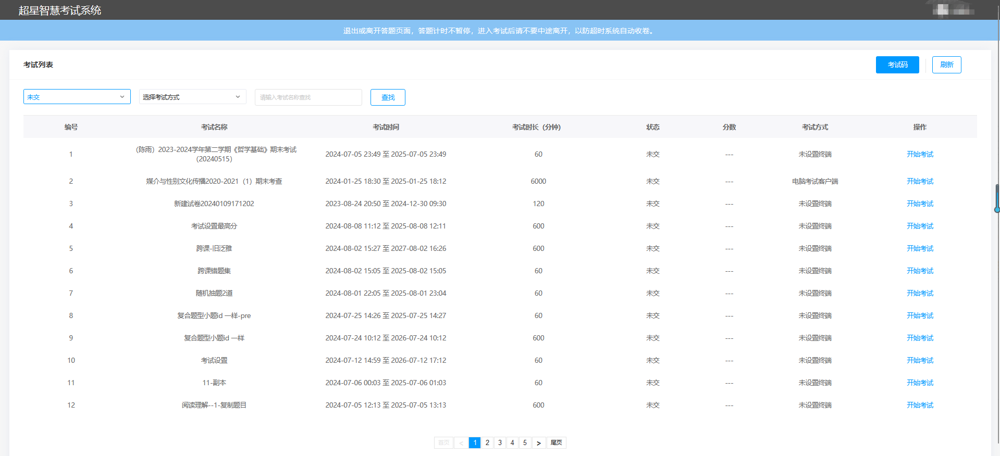 超星智慧考试系统
退出或离开答题页面，答题计时不暂停，进入考试后请不要中途离开，以防超时系统自动收卷。
考试列表
考试码
刷新
未交
选择考试方式
请输入考试名称查找
查找
编号 考试名称 考试时间 考试时长（分钟） 状态 分数 考试方式 操作
1 （陈雨）2023-2024学年第二学期《哲学基础》期末考试（20240515） 2024-07-05 23:49 至 2025-07-05 23:49 60 未交 --- 未设置终端 开始考试
2 媒介与性别文化传播2020-2021（1）期末考查 2024-01-25 18:30 至 2025-01-25 18:12 6000 未交 --- 电脑考试客户端 开始考试
3 新建试卷20240109171202 2023-08-24 20:50 至 2024-12-30 09:30 120 未交 --- 未设置终端 开始考试
4 考试设置最高分 2024-08-08 11:12 至 2025-08-08 12:11 600 未交 --- 未设置终端 开始考试
5 跨课-旧泛雅 2024-08-02 15:27 至 2027-08-02 16:26 600 未交 --- 未设置终端 开始考试
6 跨课错题集 2024-08-02 15:05 至 2025-08-02 15:05 60 未交 --- 未设置终端 开始考试
7 随机抽题2道 2024-08-01 22:05 至 2025-08-01 23:04 60 未交 --- 未设置终端 开始考试
8 复合题型小题id 一样-pre 2024-07-25 14:26 至 2025-07-25 14:27 60 未交 --- 未设置终端 开始考试
9 复合题型小题id 一样 2024-07-24 10:12 至 2026-07-24 10:12 600 未交 --- 未设置终端 开始考试
10 考试设置 2024-07-12 14:59 至 2026-07-12 17:12 60 未交 --- 未设置终端 开始考试
11 11-副本 2024-07-06 00:03 至 2025-07-06 01:03 60 未交 --- 未设置终端 开始考试
12 阅读理解--1-复制题目 2024-07-05 12:13 至 2025-07-05 13:13 600 未交 --- 未设置终端 开始考试
首页 < 1 2 3 4 5 > 尾页